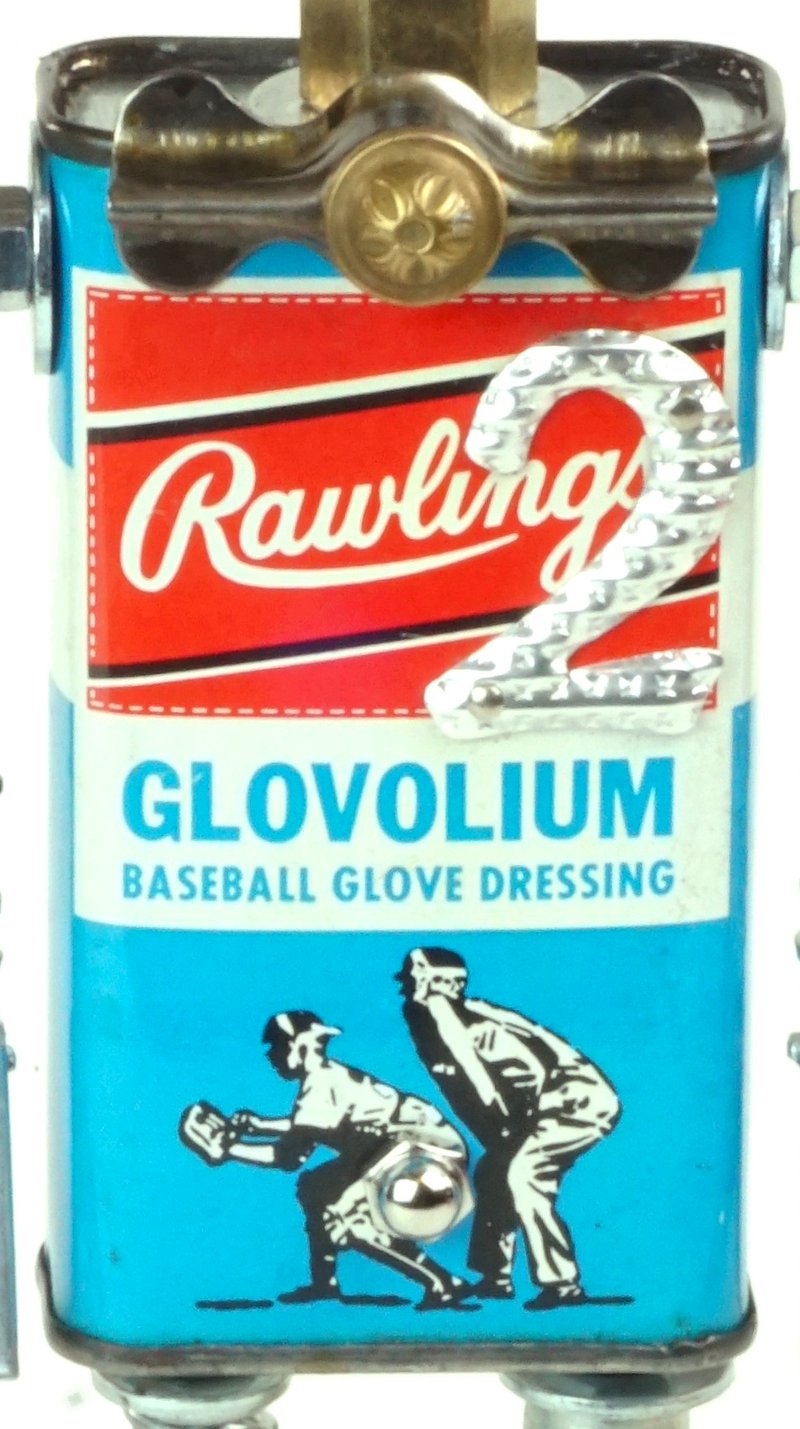 Rawlings
2
GLOVOLIUM
BASEBALL GLOVE DRESSING